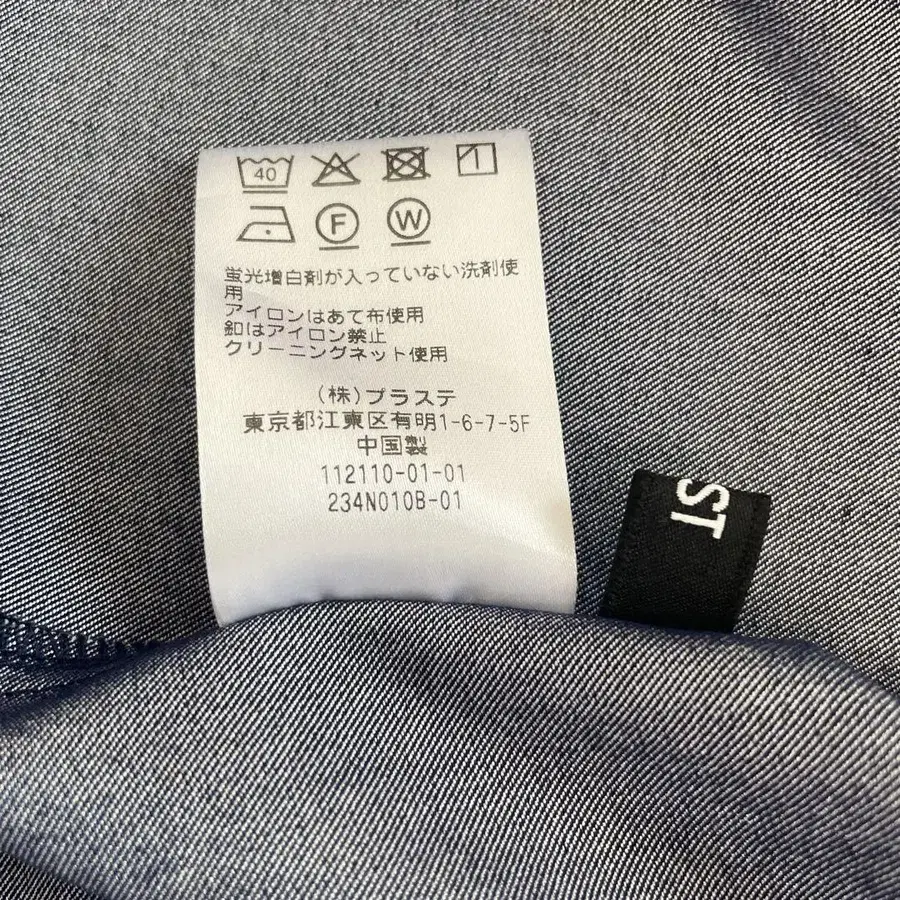 40
1
F
W
蛍光増白剤が入っていない洗剤使
用
アイロンはあて布使用
釦はアイロン禁止
クリーニングネット使用
(株)プラステ
東京都江東区有明1-6-7-5F
中国製
112110-01-01
234N010B-01
ST